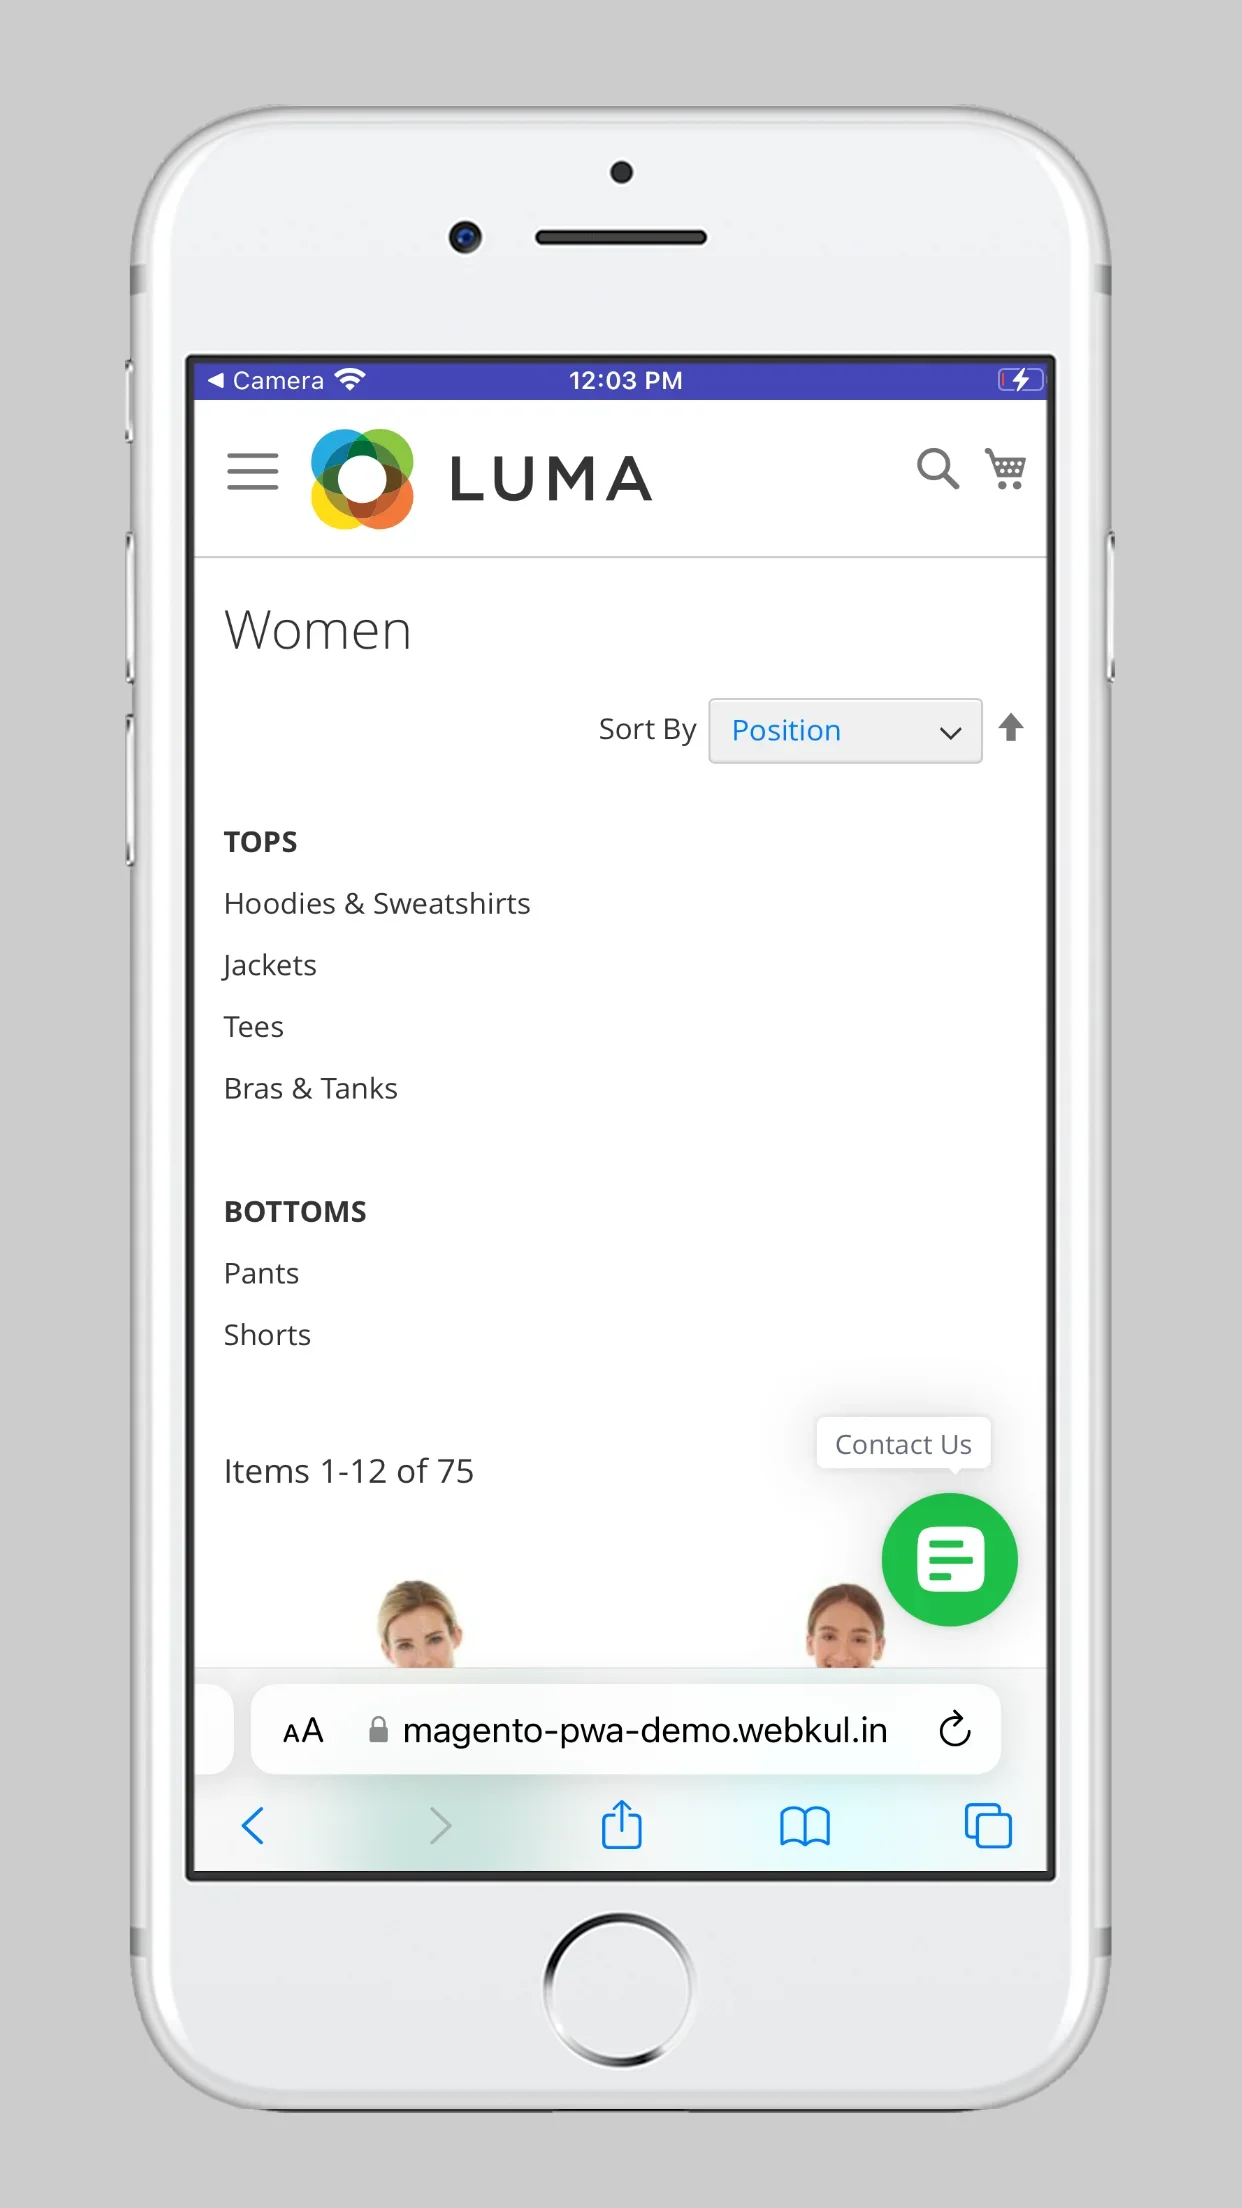 Camera 12:03 PM
LUMA
Women
Sort By Position
TOPS
Hoodies & Sweatshirts
Jackets
Tees
Bras & Tanks
BOTTOMS
Pants
Shorts
Contact Us
Items 1-12 of 75
AA magento-pwa-demo.webkul.in